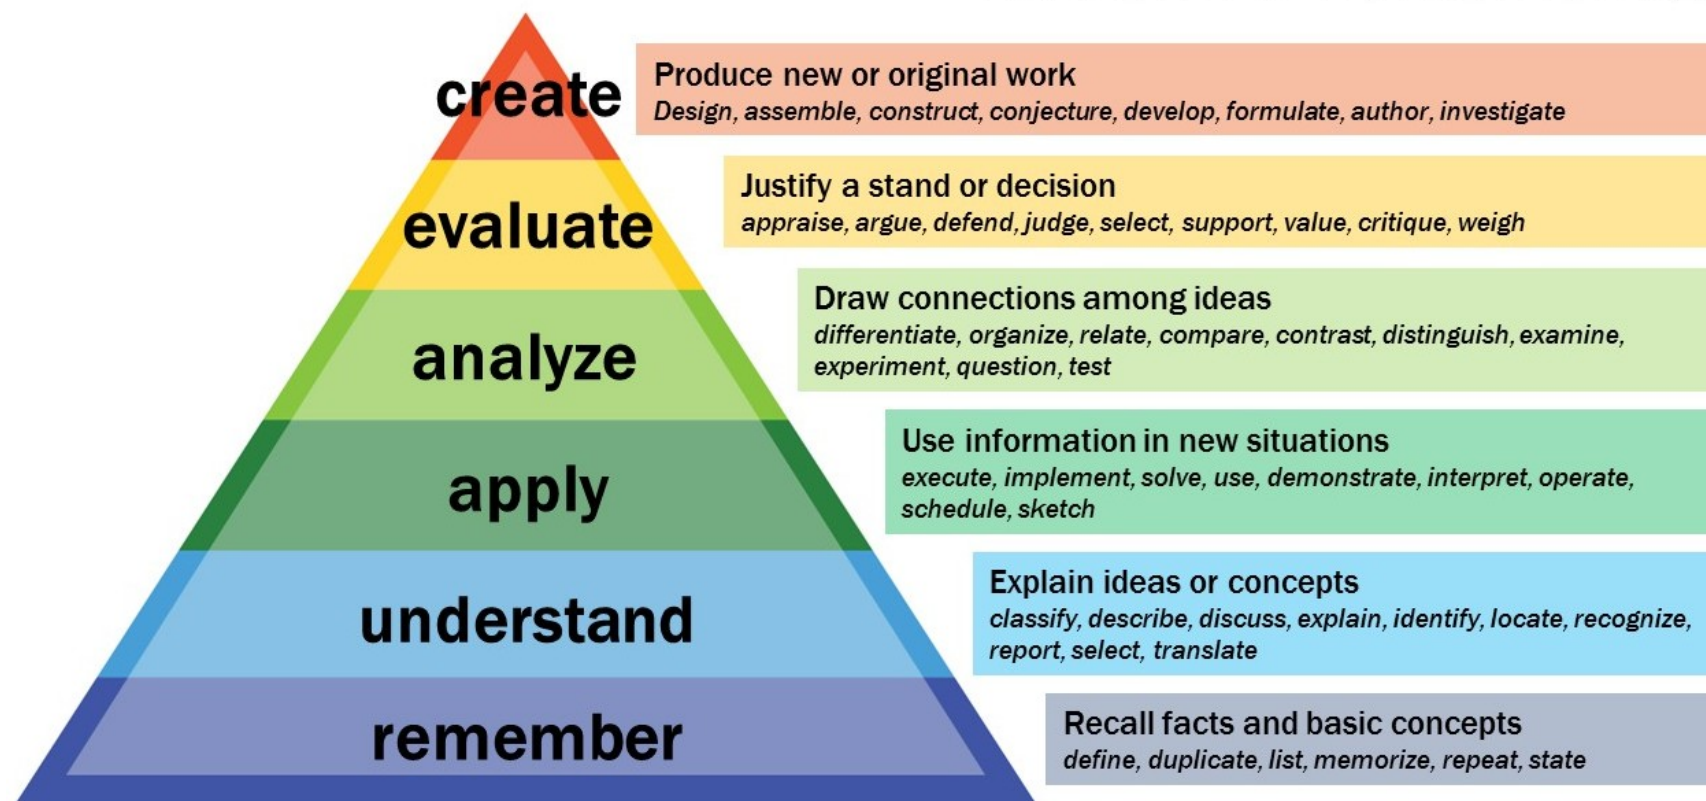 create
Produce new or original work
Design, assemble, construct, conjecture, develop, formulate, author, investigate
evaluate
Justify a stand or decision
appraise, argue, defend, judge, select, support, value, critique, weigh
analyze
Draw connections among ideas
differentiate, organize, relate, compare, contrast, distinguish, examine,
experiment, question, test
apply
Use information in new situations
execute, implement, solve, use, demonstrate, interpret, operate,
schedule, sketch
understand
Explain ideas or concepts
classify, describe, discuss, explain, identify, locate, recognize,
report, select, translate
remember
Recall facts and basic concepts
define, duplicate, list, memorize, repeat, state